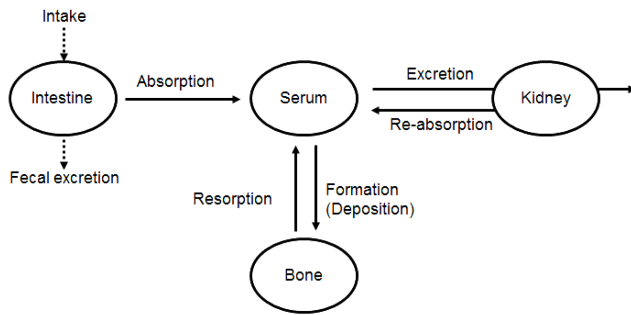 Intake
Absorption
Excretion
Intestine
Serum
Kidney
Re-absorption
Fecal excretion
Resorption
Formation
(Deposition)
Bone